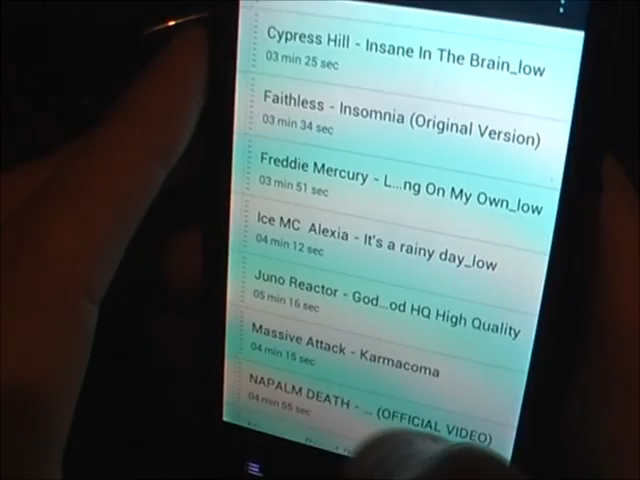 Cypress Hill - Insane In The Brain_low
03 min 25 sec
Faithless - Insomnia (Original Version)
03 min 34 sec
Freddie Mercury - L...ng On My Own_low
03 min 51 sec
Ice MC Alexia - It's a rainy day_low
04 min 12 sec
Juno Reactor - God...od HQ High Quality
05 min 16 sec
Massive Attack - Karmacoma
04 min 15 sec
NAPALM DEATH - ... (OFFICIAL VIDEO)
04 min 55 sec